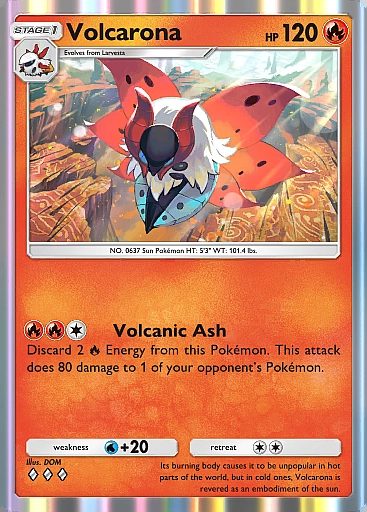 STAGE 1 Volcarona HP 120
Evolves from Larvesta
NO. 0637 Sun Pokémon HT: 5'3" WT: 101.4 lbs.
Volcanic Ash
Discard 2 Energy from this Pokémon. This attack
does 80 damage to 1 of your opponent's Pokémon.
weakness +20 retreat
Illus. DOM
Its burning body causes it to be unpopular in hot
parts of the world, but in cold ones, Volcarona is
revered as an embodiment of the sun.